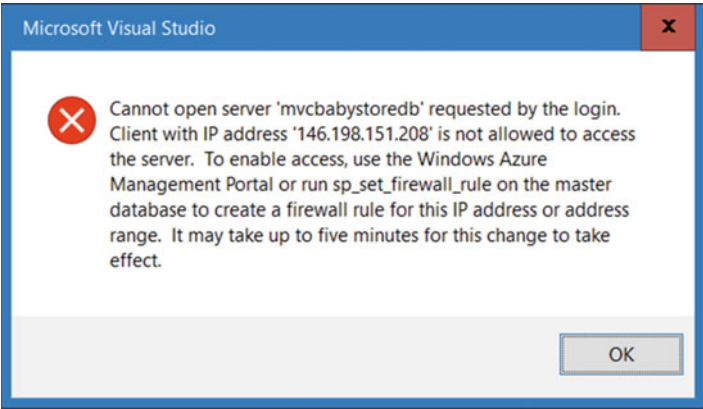 Microsoft Visual Studio
x
Cannot open server 'mvcbabystoredb' requested by the login.
Client with IP address '146.198.151.208' is not allowed to access
the server.  To enable access, use the Windows Azure
Management Portal or run sp_set_firewall_rule on the master
database to create a firewall rule for this IP address or address
range.  It may take up to five minutes for this change to take
effect.
OK